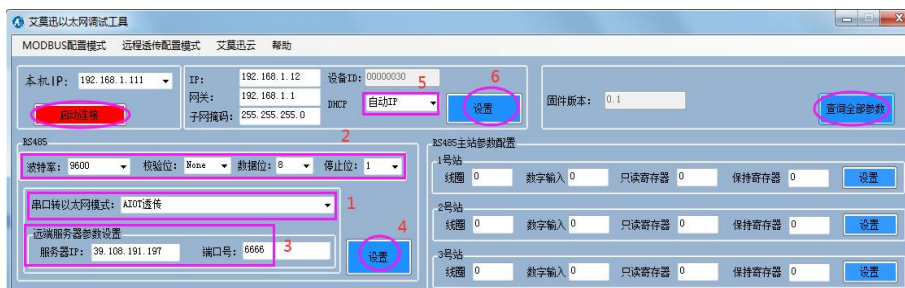 艾莫迅以太网调试工具
MODBUS配置模式 远程透传配置模式 艾莫迅云 帮助
本机IP: 192.168.1.111
启动连接
IP: 192.168.1.12 设备ID: 00000030
网关: 192.168.1.1 DHCP 自动IP 5
子网掩码: 255.255.255.0
设置 6
固件版本: 0.1
查询全部参数
RS485 2
波特率: 9600 校验位: None 数据位: 8 停止位: 1
串口转以太网模式: AIOT透传 1
远端服务器参数设置
服务器IP: 39.108.191.197 端口号: 6666 3
设置 4
RS485主站参数配置
1号站
线圈 0 数字输入 0 只读寄存器 0 保持寄存器 0 设置
2号站
线圈 0 数字输入 0 只读寄存器 0 保持寄存器 0 设置
3号站
线圈 0 数字输入 0 只读寄存器 0 保持寄存器 0 设置